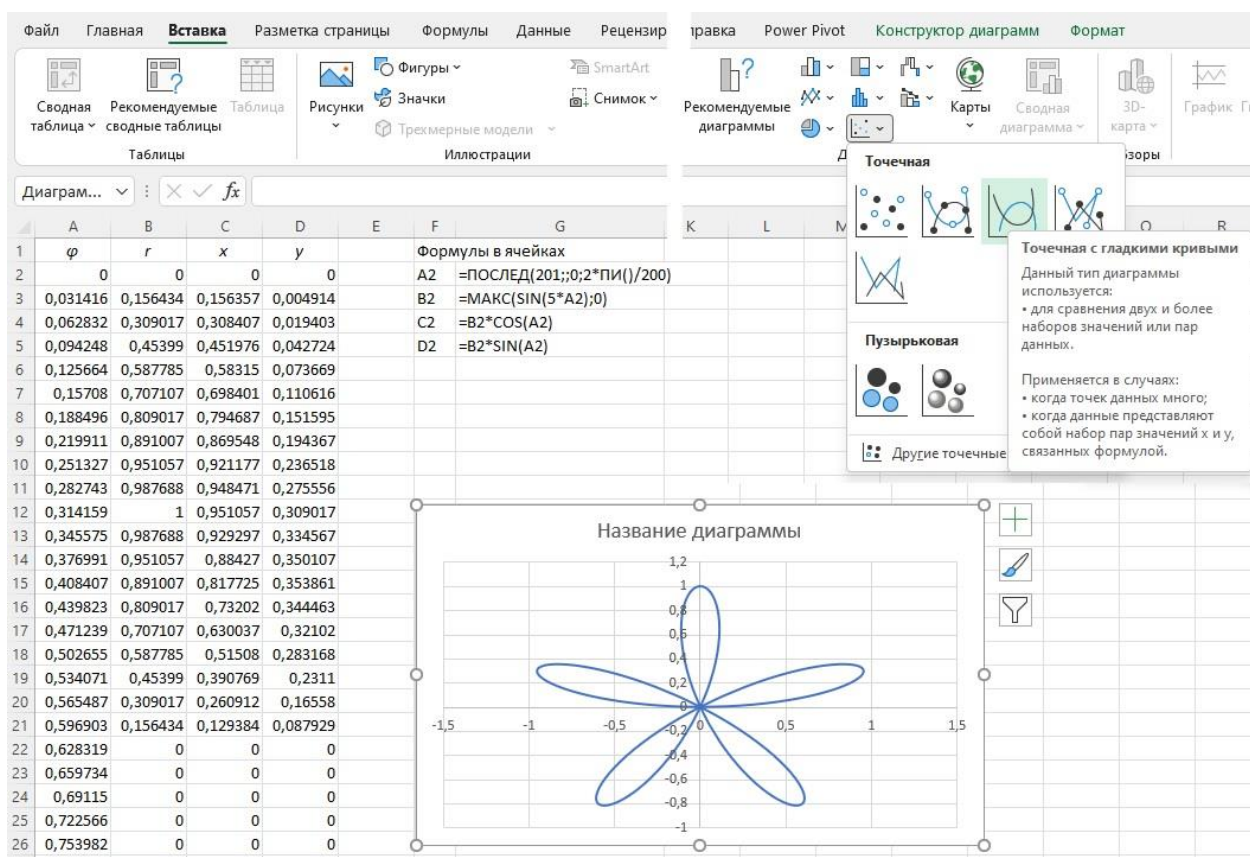 Файл Главная Вставка Разметка страницы Формулы Данные Рецензир правка Power Pivot Конструктор диаграмм Формат
Сводная таблица
Рекомендуемые сводные таблицы
Таблица
Рисунки
Фигуры
Значки
Трехмерные модели
SmartArt
Снимок
Рекомендуемые диаграммы
Карты
Сводная диаграмма
3D-карта
График
Таблицы
Иллюстрации
Д
зоры
Диаграм... fx
Точечная
Точечная с гладкими кривыми
Данный тип диаграммы
используется:
• для сравнения двух и более
наборов значений или пар
данных.
Применяется в случаях:
• когда точек данных много;
• когда данные представляют
собой набор пар значений x и y,
связанных формулой.
Пузырьковая
Другие точечные
A B C D E F G K L M Q R
1 φ r x y Формулы в ячейках
2 0 0 0 0 A2 =ПОСЛЕД(201;;0;2*ПИ()/200)
3 0,031416 0,156434 0,156357 0,004914 B2 =МАКС(SIN(5*A2);0)
4 0,062832 0,309017 0,308407 0,019403 C2 =B2*COS(A2)
5 0,094248 0,45399 0,451976 0,042724 D2 =B2*SIN(A2)
6 0,125664 0,587785 0,58315 0,073669
7 0,15708 0,707107 0,698401 0,110616
8 0,188496 0,809017 0,794687 0,151595
9 0,219911 0,891007 0,869548 0,194367
10 0,251327 0,951057 0,921177 0,236518
11 0,282743 0,987688 0,948471 0,275556
12 0,314159 1 0,951057 0,309017
13 0,345575 0,987688 0,929297 0,334567
14 0,376991 0,951057 0,88427 0,350107
15 0,408407 0,891007 0,817725 0,353861
16 0,439823 0,809017 0,73202 0,344463
17 0,471239 0,707107 0,630037 0,32102
18 0,502655 0,587785 0,51508 0,283168
19 0,534071 0,45399 0,390769 0,2311
20 0,565487 0,309017 0,260912 0,16558
21 0,596903 0,156434 0,129384 0,087929
22 0,628319 0 0 0
23 0,659734 0 0 0
24 0,69115 0 0 0
25 0,722566 0 0 0
26 0,753982 0 0 0
Название диаграммы
1,2
1
0,8
0,6
0,4
0,2
0
-1,5 -1 -0,5 0 0,5 1 1,5
-0,2
-0,4
-0,6
-0,8
-1